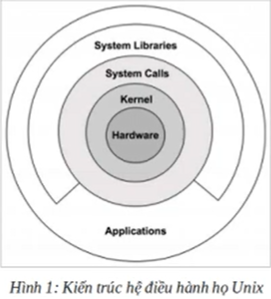 System Libraries
System Calls
Kernel
Hardware
Applications
Hình 1: Kiến trúc hệ điều hành họ Unix